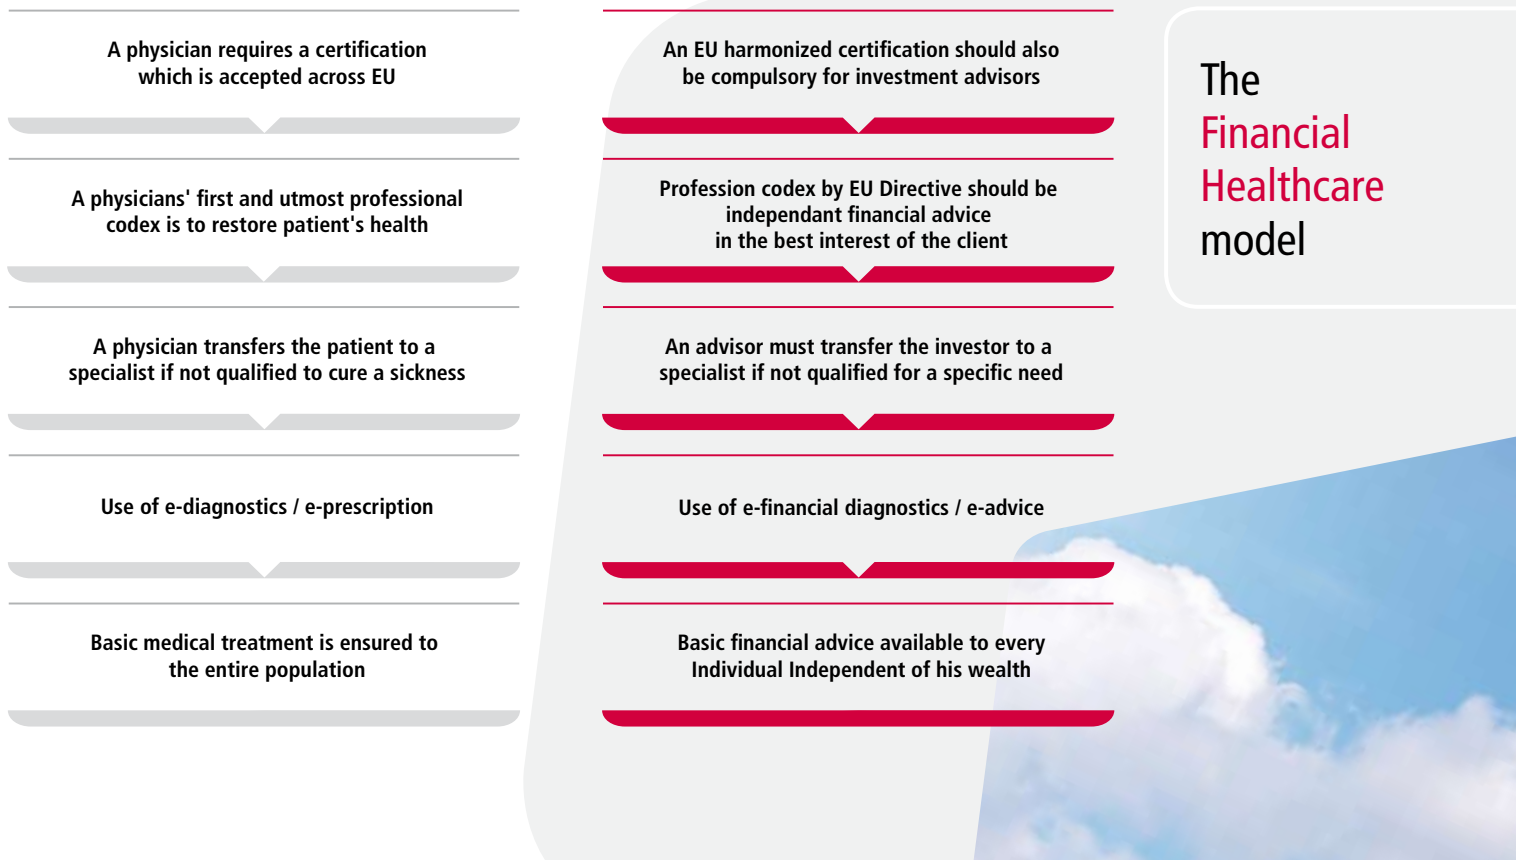 A physician requires a certification
which is accepted across EU
An EU harmonized certification should also
be compulsory for investment advisors
The
Financial
Healthcare
model
A physicians' first and utmost professional
codex is to restore patient's health
Profession codex by EU Directive should be
independant financial advice
in the best interest of the client
A physician transfers the patient to a
specialist if not qualified to cure a sickness
An advisor must transfer the investor to a
specialist if not qualified for a specific need
Use of e-diagnostics / e-prescription
Use of e-financial diagnostics / e-advice
Basic medical treatment is ensured to
the entire population
Basic financial advice available to every
Individual Independent of his wealth